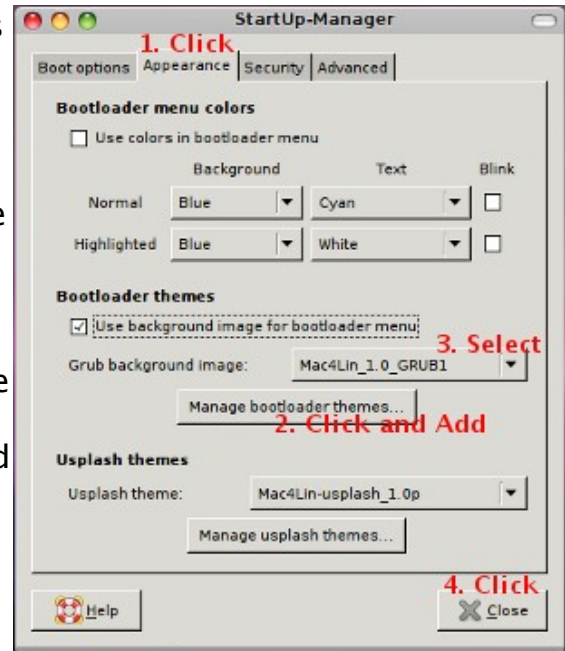 s
StartUp-Manager
1. Click
Boot options Appearance Security Advanced
Bootloader menu colors
Use colors in bootloader menu
Background Text Blink
e
Normal Blue Cyan
Highlighted Blue White
Bootloader themes
Use background image for bootloader menu
3. Select
Grub background image: Mac4Lin_1.0_GRUB1
e
Manage bootloader themes...
2. Click and Add
d
Usplash themes
Usplash theme: Mac4Lin-usplash_1.0p
Manage usplash themes...
4. Click
Help Close